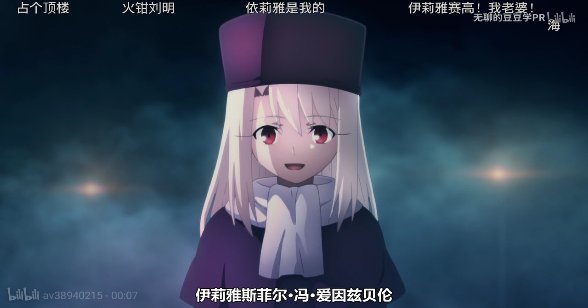 占个顶楼
火钳刘明
依莉雅是我的
伊莉雅赛高！我老婆！
无聊的豆豆学PR bilibili
海
bilibili av38940215 · 00:07
伊莉雅斯菲尔·冯·爱因兹贝伦